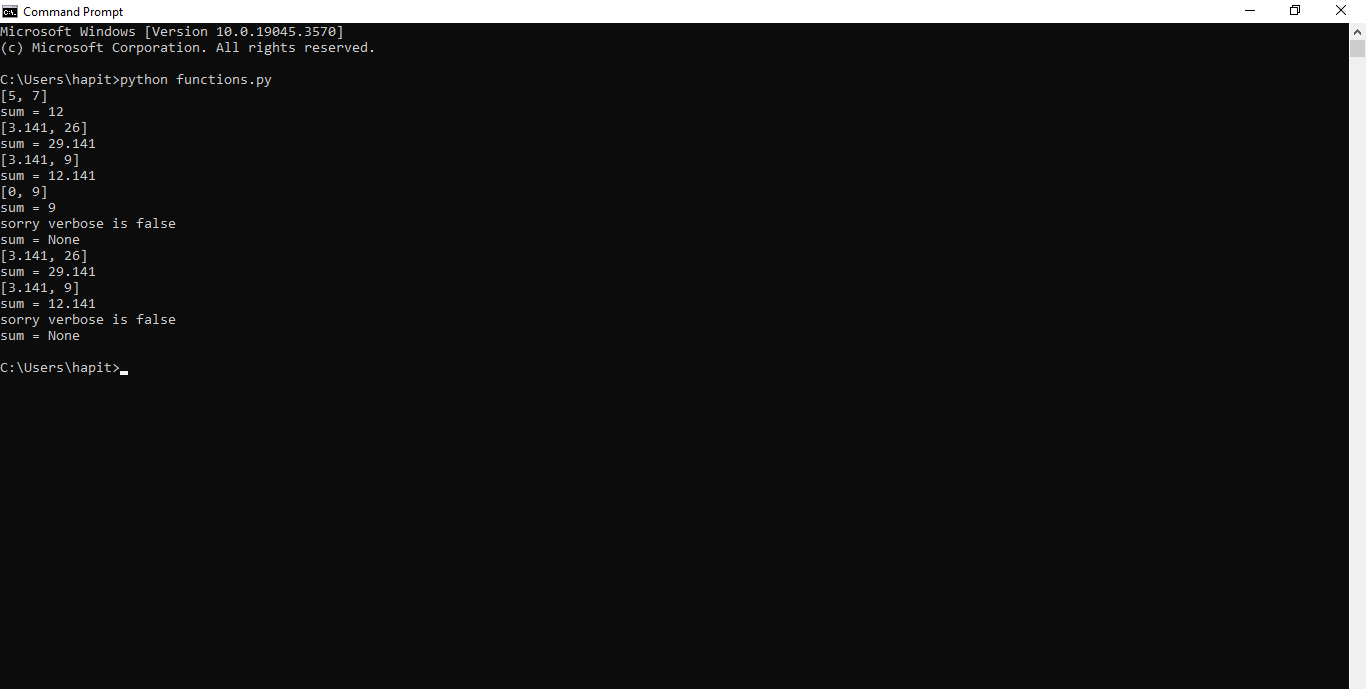 Command Prompt
Microsoft Windows [Version 10.0.19045.3570]
(c) Microsoft Corporation. All rights reserved.
C:\Users\hapit>python functions.py
[5, 7]
sum = 12
[3.141, 26]
sum = 29.141
[3.141, 9]
sum = 12.141
[0, 9]
sum = 9
sorry verbose is false
sum = None
[3.141, 26]
sum = 29.141
[3.141, 9]
sum = 12.141
sorry verbose is false
sum = None
C:\Users\hapit>